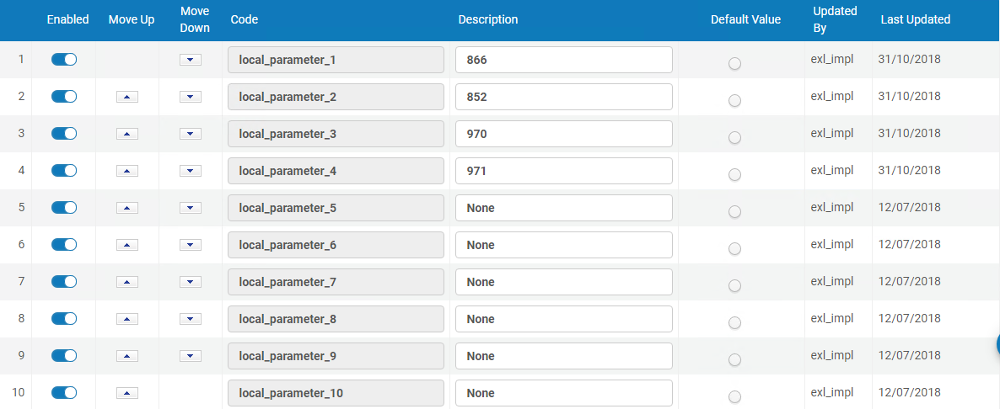 Enabled Move Up Move Down Code Description Default Value Updated By Last Updated
1 local_parameter_1 866 exl_impl 31/10/2018
2 local_parameter_2 852 exl_impl 31/10/2018
3 local_parameter_3 970 exl_impl 31/10/2018
4 local_parameter_4 971 exl_impl 31/10/2018
5 local_parameter_5 None exl_impl 12/07/2018
6 local_parameter_6 None exl_impl 12/07/2018
7 local_parameter_7 None exl_impl 12/07/2018
8 local_parameter_8 None exl_impl 12/07/2018
9 local_parameter_9 None exl_impl 12/07/2018
10 local_parameter_10 None exl_impl 12/07/2018